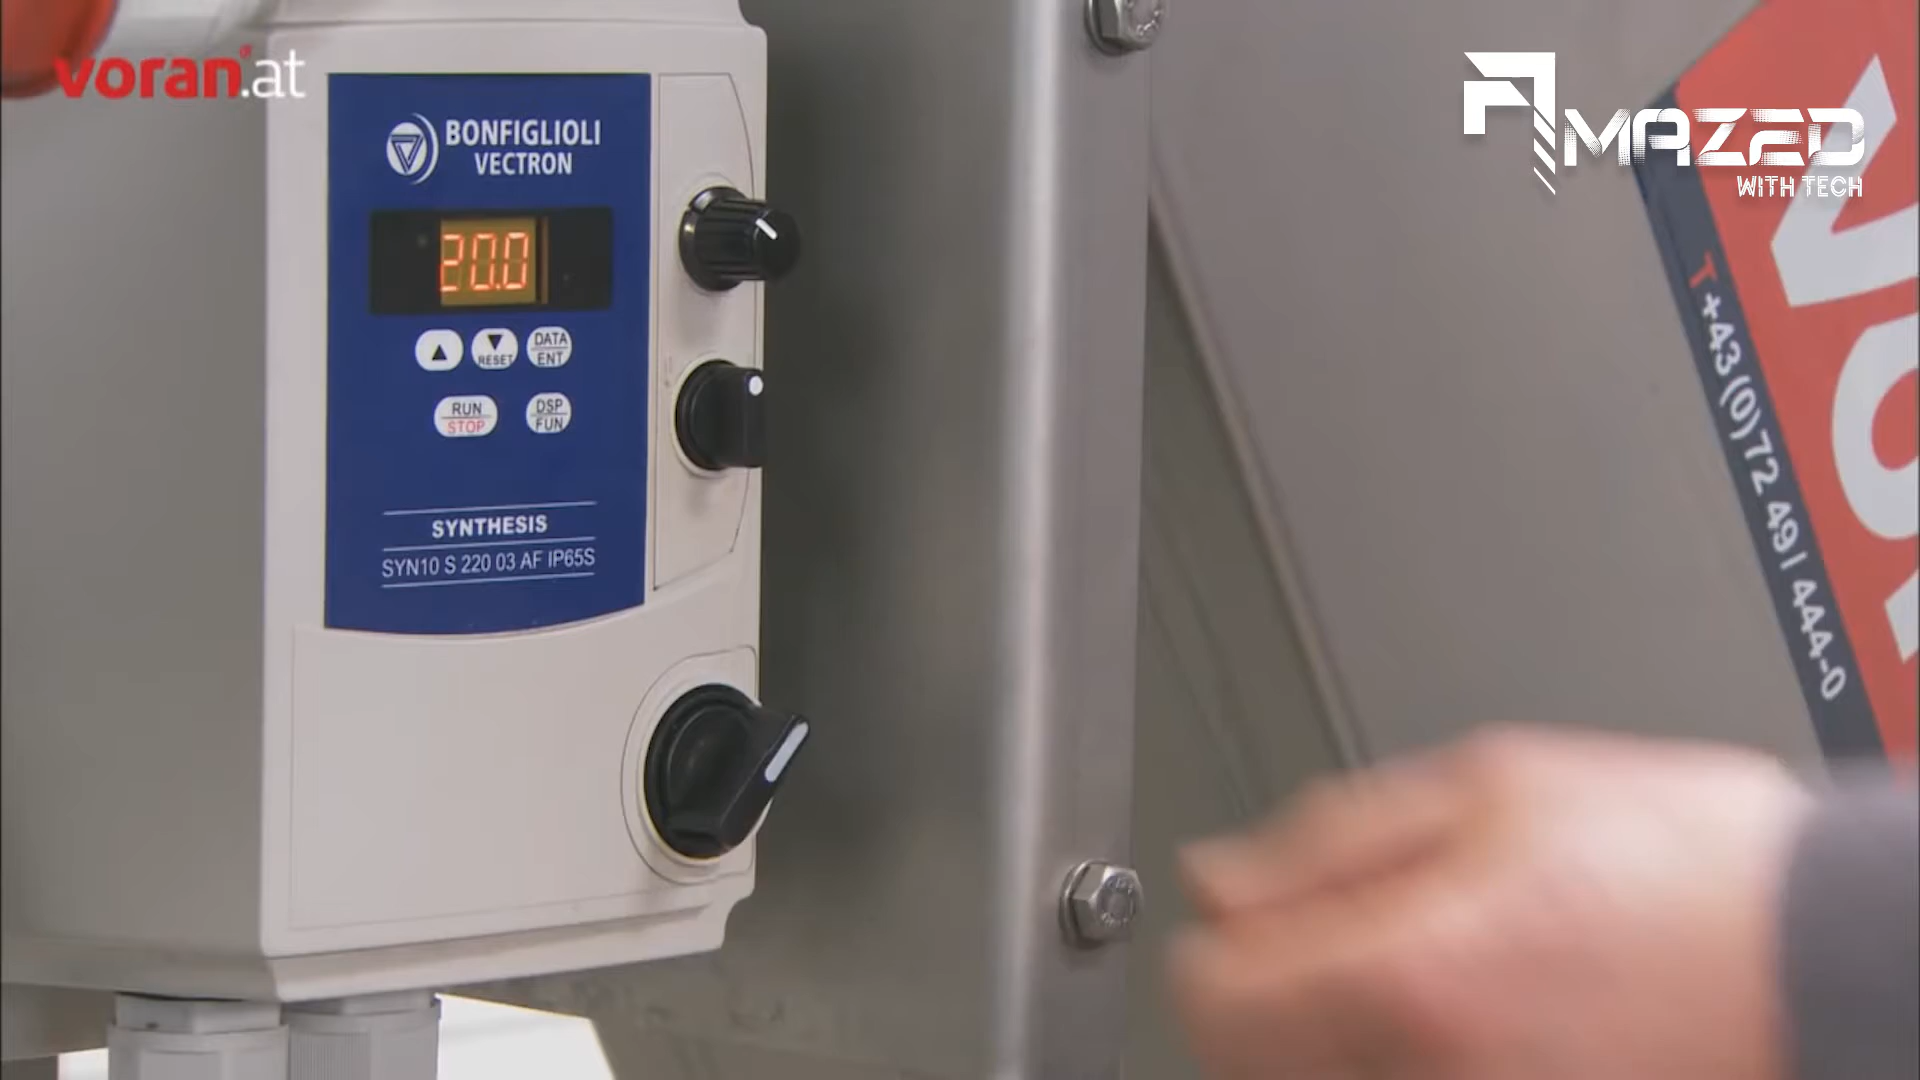 voran.at
BONFIGLIOLI
VECTRON
20.0
▲
▼
RESET
DATA
ENT
RUN
STOP
DSP
FUN
SYNTHESIS
SYN10 S 220 03 AF IP65S
AMAZED
WITH TECH
T +43(0)72 49 | 444-0